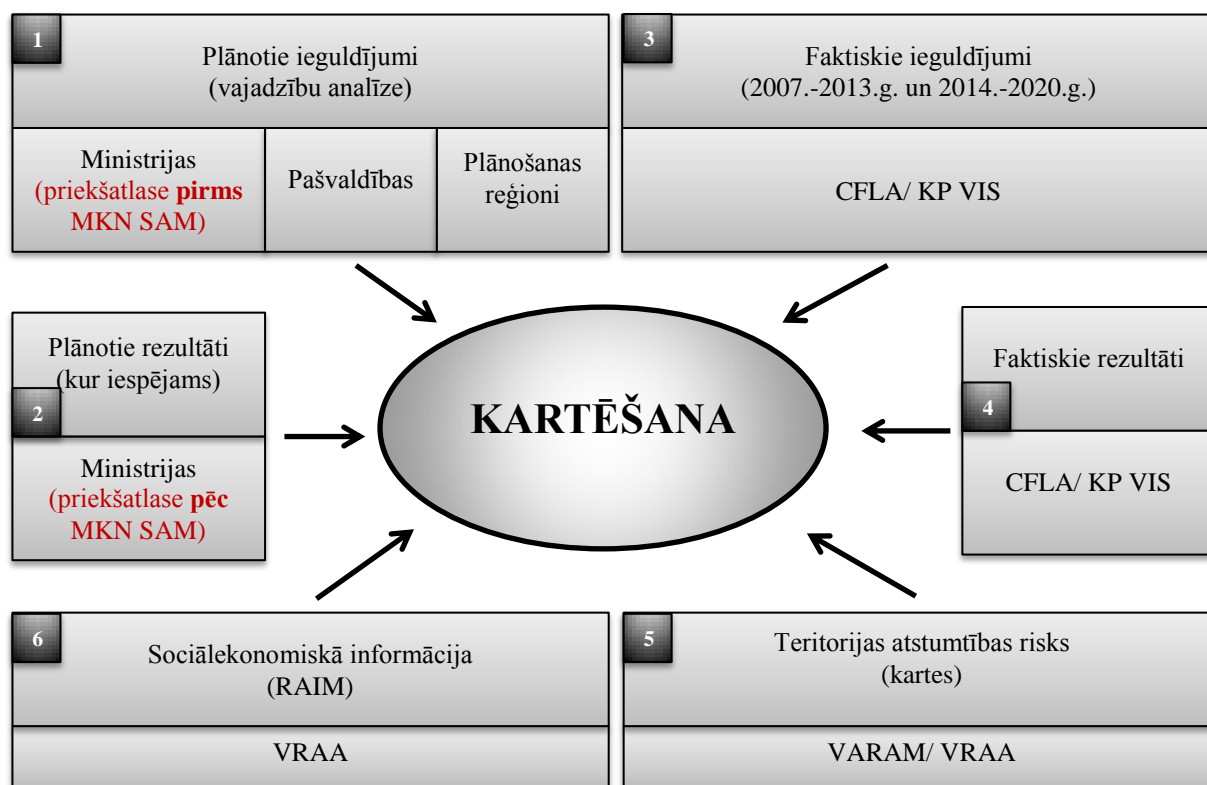 1
Plānotie ieguldījumi
(vajadzību analīze)
Ministrijas
(priekšatlase pirms
MKN SAM)
Pašvaldības
Plānošanas
reģioni
3
Faktiskie ieguldījumi
(2007.-2013.g. un 2014.-2020.g.)
CFLA/ KP VIS
2
Plānotie rezultāti
(kur iespējams)
Ministrijas
(priekšatlase pēc
MKN SAM)
KARTĒŠANA
4
Faktiskie rezultāti
CFLA/ KP VIS
6
Sociālekonomiskā informācija
(RAIM)
VRAA
5
Teritorijas atstumtības risks
(kartes)
VARAM/ VRAA